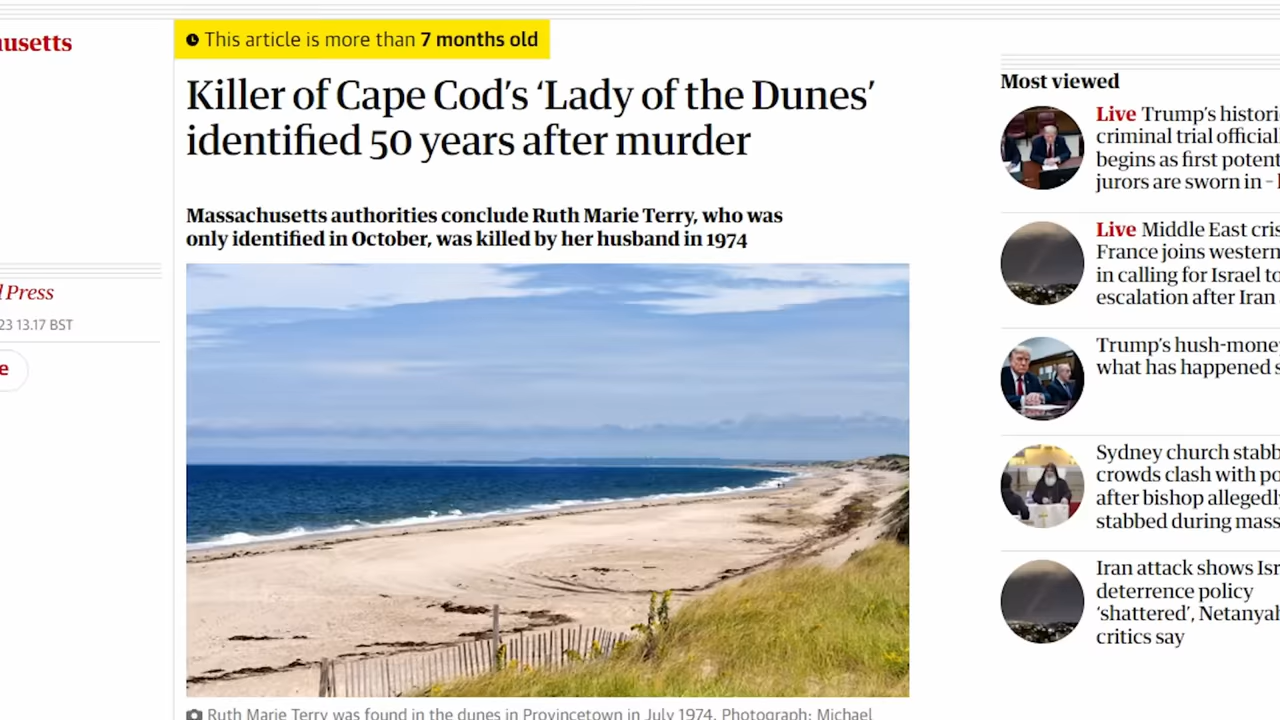 usetts
This article is more than 7 months old
Killer of Cape Cod's ‘Lady of the Dunes’
identified 50 years after murder
Massachusetts authorities conclude Ruth Marie Terry, who was
only identified in October, was killed by her husband in 1974
Press
23 13.17 BST
e
Ruth Marie Terry was found in the dunes in Provincetown in July 1974. Photograph: Michael
Most viewed
Live Trump's histori
criminal trial official
begins as first potent
jurors are sworn in –
Live Middle East cris
France joins western
in calling for Israel to
escalation after Iran
Trump's hush-money
what has happened s
Sydney church stabb
crowds clash with po
after bishop allegedly
stabbed during mass
Iran attack shows Isr
deterrence policy
‘shattered’, Netanyah
critics say